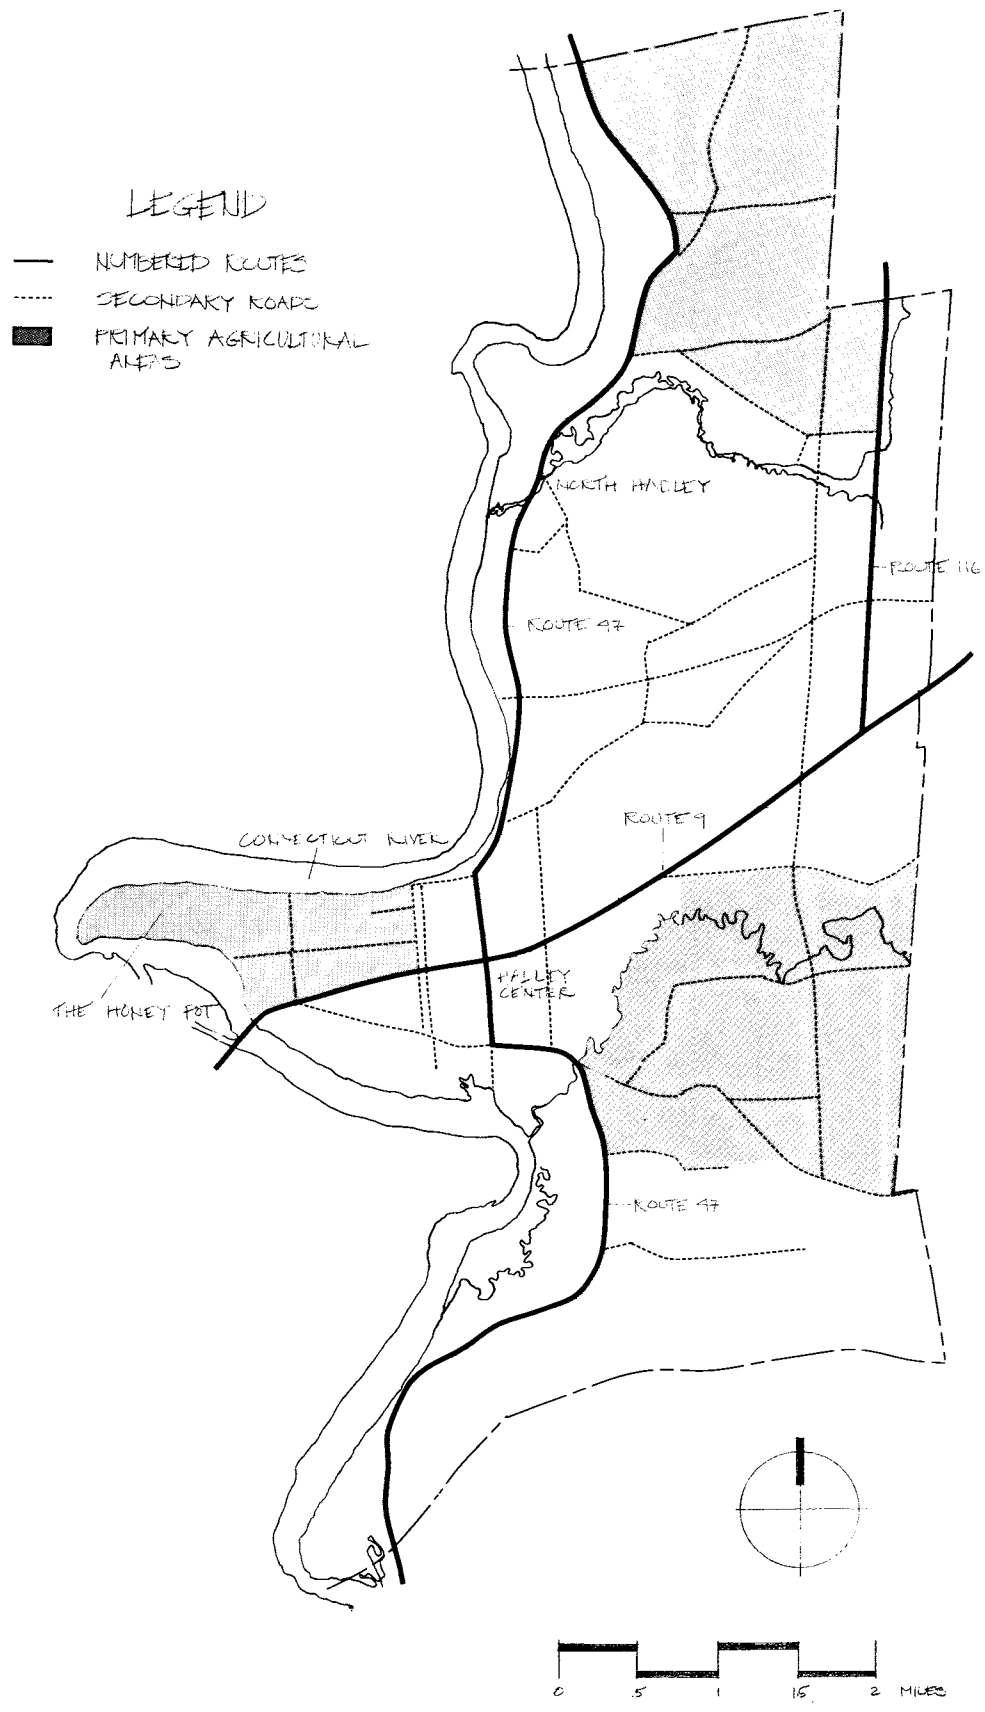 LEGEND
NUMBERED ROUTES
SECONDARY ROADS
PRIMARY AGRICULTURAL
AREAS
NORTH HADLEY
ROUTE 116
ROUTE 47
ROUTE 9
CONNECTICUT RIVER
HADLEY
CENTER
THE HONEY POT
ROUTE 47
0 .5 1 1.5 2 MILES